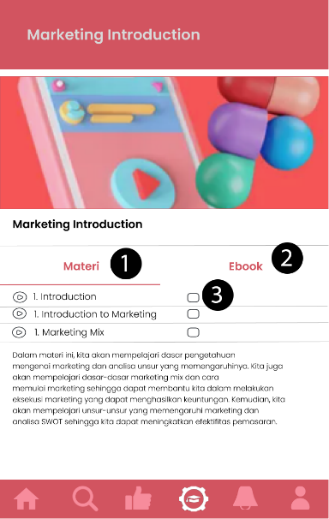 Marketing Introduction
Marketing Introduction
Materi 1
Ebook 2
1. Introduction 3
1. Introduction to Marketing
1. Marketing Mix
Dalam materi ini, kita akan mempelajari dasar pengetahuan
mengenai marketing dan analisa unsur yang memengaruhinya. Kita juga
akan mempelajari dasar-dasar marketing mix dan cara
memulai marketing sehingga dapat membantu kita dalam melakukan
eksekusi marketing yang dapat menghasilkan keuntungan. Kemudian, kita
akan mempelajari unsur-unsur yang memengaruhi marketing dan
analisa SWOT sehingga kita dapat meningkatkan efektifitas pemasaran.